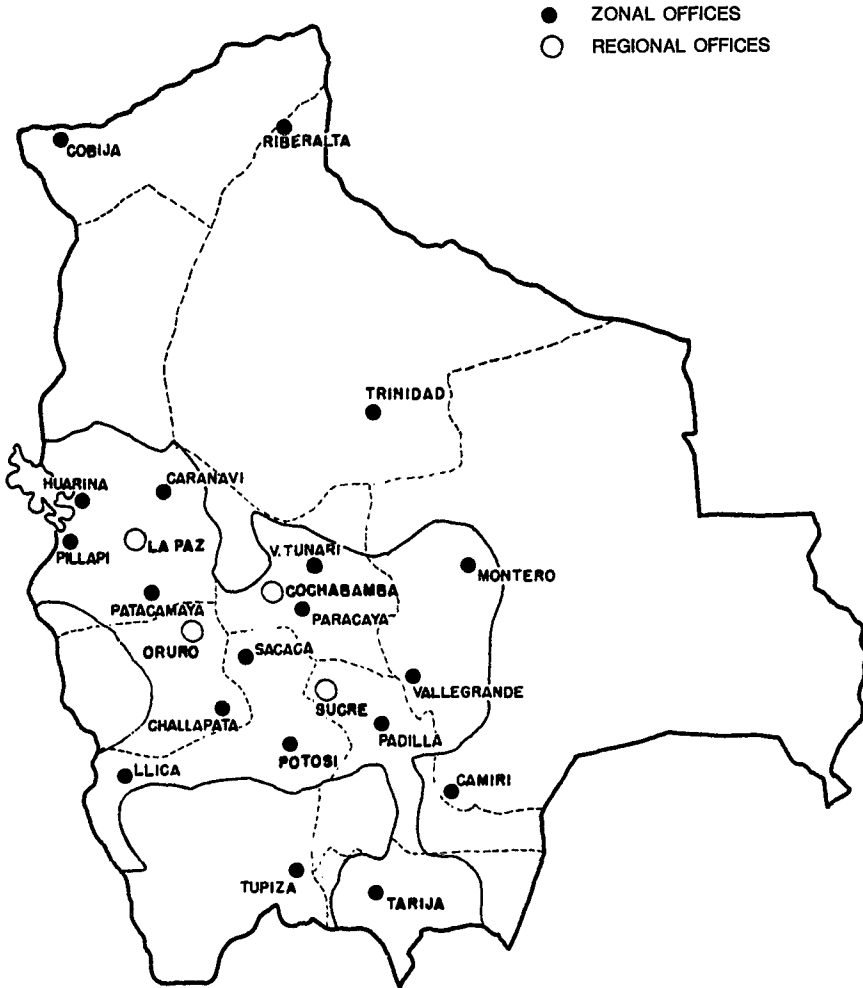 ZONAL OFFICES
REGIONAL OFFICES
COBIJA
RIBERALTA
TRINIDAD
HUARINA
CARANAVI
PILLAPI
LA PAZ
V. TUNARI
MONTERO
COCHABAMBA
PATACAMAYA
PARACAYA
ORURO
SACACA
VALLEGRANDE
SUCRE
CHALLAPATA
PADILLA
POTOSI
LLICA
CAMIRI
TUPIZA
TARIJA